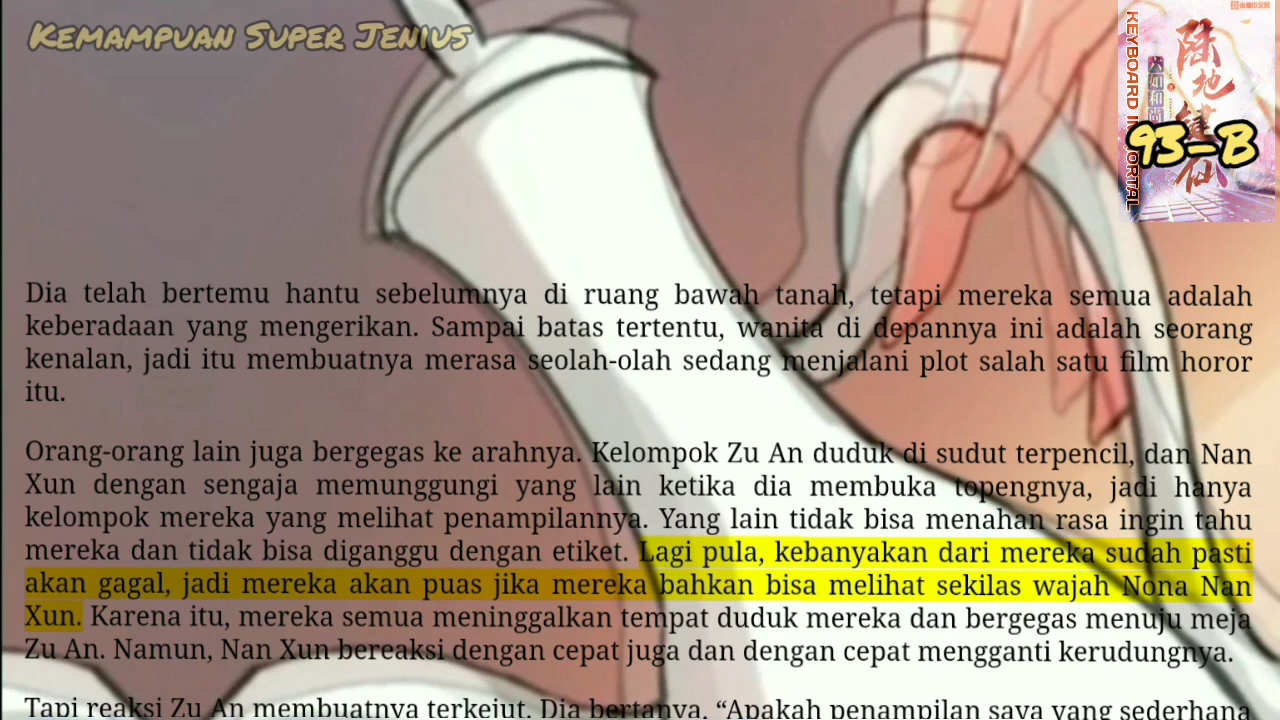 Kemampuan Super Jenius
陆地键仙
六如和尚
93-B
Dia telah bertemu hantu sebelumnya di ruang bawah tanah, tetapi mereka semua adalah
keberadaan yang mengerikan. Sampai batas tertentu, wanita di depannya ini adalah seorang
kenalan, jadi itu membuatnya merasa seolah-olah sedang menjalani plot salah satu film horor
itu.
Orang-orang lain juga bergegas ke arahnya. Kelompok Zu An duduk di sudut terpencil, dan Nan
Xun dengan sengaja memunggungi yang lain ketika dia membuka topengnya, jadi hanya
kelompok mereka yang melihat penampilannya. Yang lain tidak bisa menahan rasa ingin tahu
mereka dan tidak bisa diganggu dengan etiket. Lagi pula, kebanyakan dari mereka sudah pasti
akan gagal, jadi mereka akan puas jika mereka bahkan bisa melihat sekilas wajah Nona Nan
Xun. Karena itu, mereka semua meninggalkan tempat duduk mereka dan bergegas menuju meja
Zu An. Namun, Nan Xun bereaksi dengan cepat juga dan dengan cepat mengganti kerudungnya.
Tapi reaksi Zu An membuatnya terkejut. Dia bertanya, “Apakah penampilan saya yang sederhana